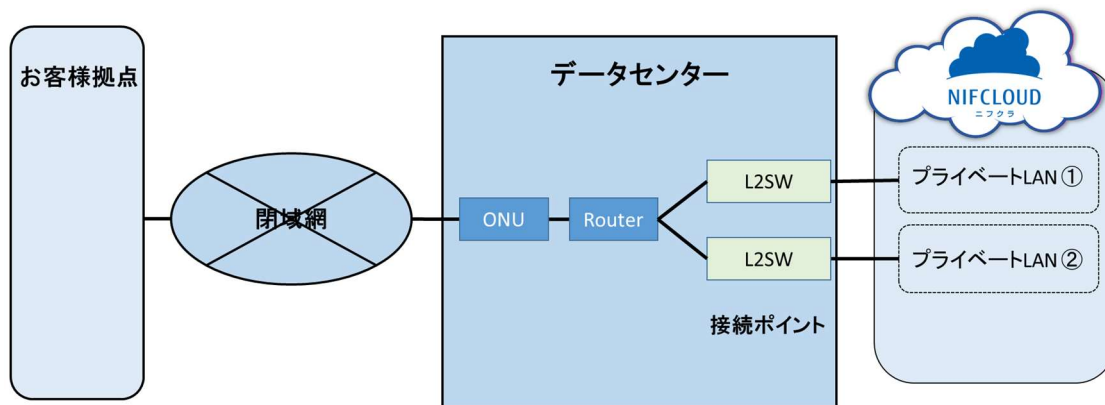 お客様拠点
閉域網
データセンター
ONU
Router
L2SW
L2SW
接続ポイント
NIFCLOUD
ニフクラ
プライベートLAN①
プライベートLAN②